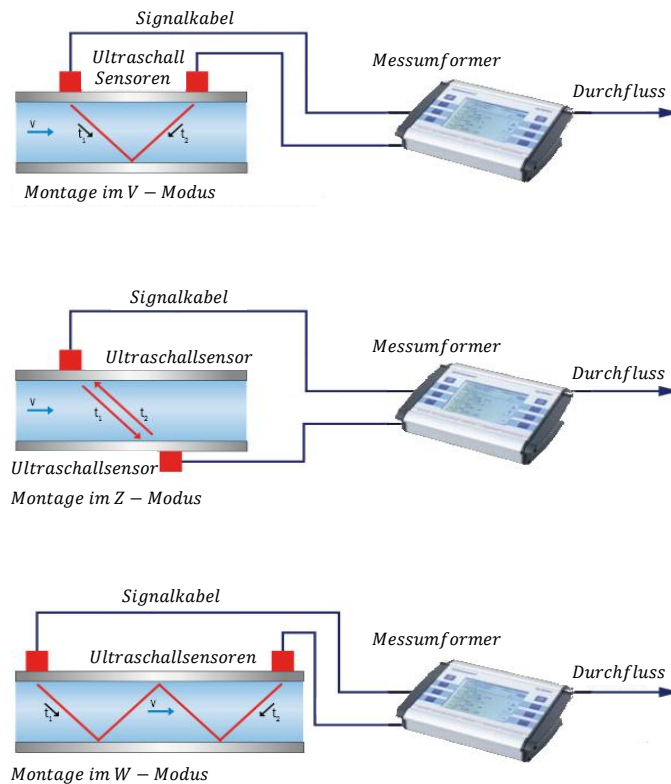 Signalkabel
Ultraschall
Sensoren
Messumformer
Durchfluss
v
t₁
t₂
Montage im V – Modus
Signalkabel
Ultraschallsensor
Messumformer
Durchfluss
v
t₁
t₂
Ultraschallsensor
Montage im Z – Modus
Signalkabel
Ultraschallsensoren
Messumformer
Durchfluss
t₁
v
t₂
Montage im W – Modus